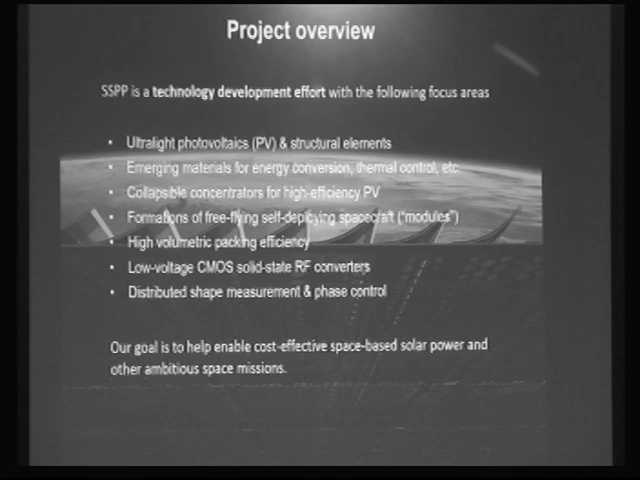 Project overview
SSPP is a technology development effort with the following focus areas
• Ultralight photovoltaics (PV) & structural elements
• Emerging materials for energy conversion, thermal control, etc.
• Collapsible concentrators for high-efficiency PV
• Formations of free-flying self-deploying spacecraft ("modules")
• High volumetric packing efficiency
• Low-voltage CMOS solid-state RF converters
• Distributed shape measurement & phase control
Our goal is to help enable cost-effective space-based solar power and
other ambitious space missions.